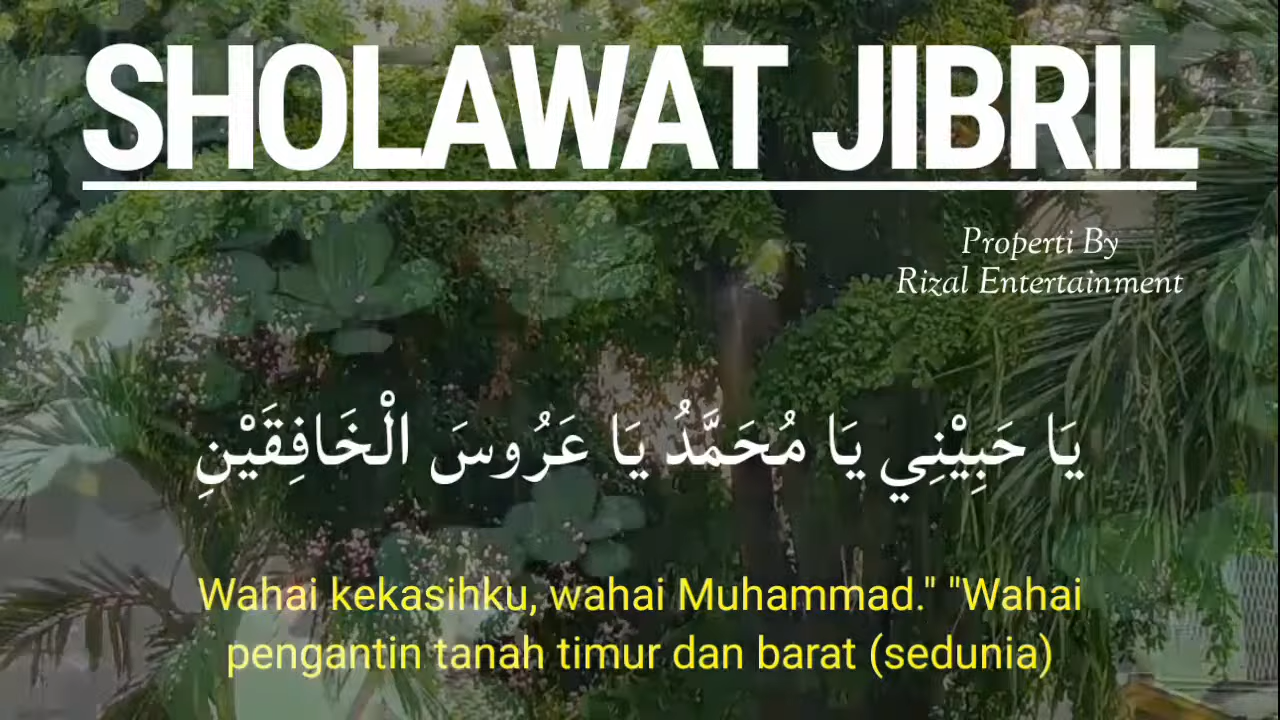 SHOLAWAT JIBRIL
Properti By
Rizal Entertainment
يَا حَبِيْنِي يَا مُحَمَّدُ يَا عَرُوسَ الْخَافِقَيْنِ
Wahai kekasihku, wahai Muhammad." "Wahai
pengantin tanah timur dan barat (sedunia)